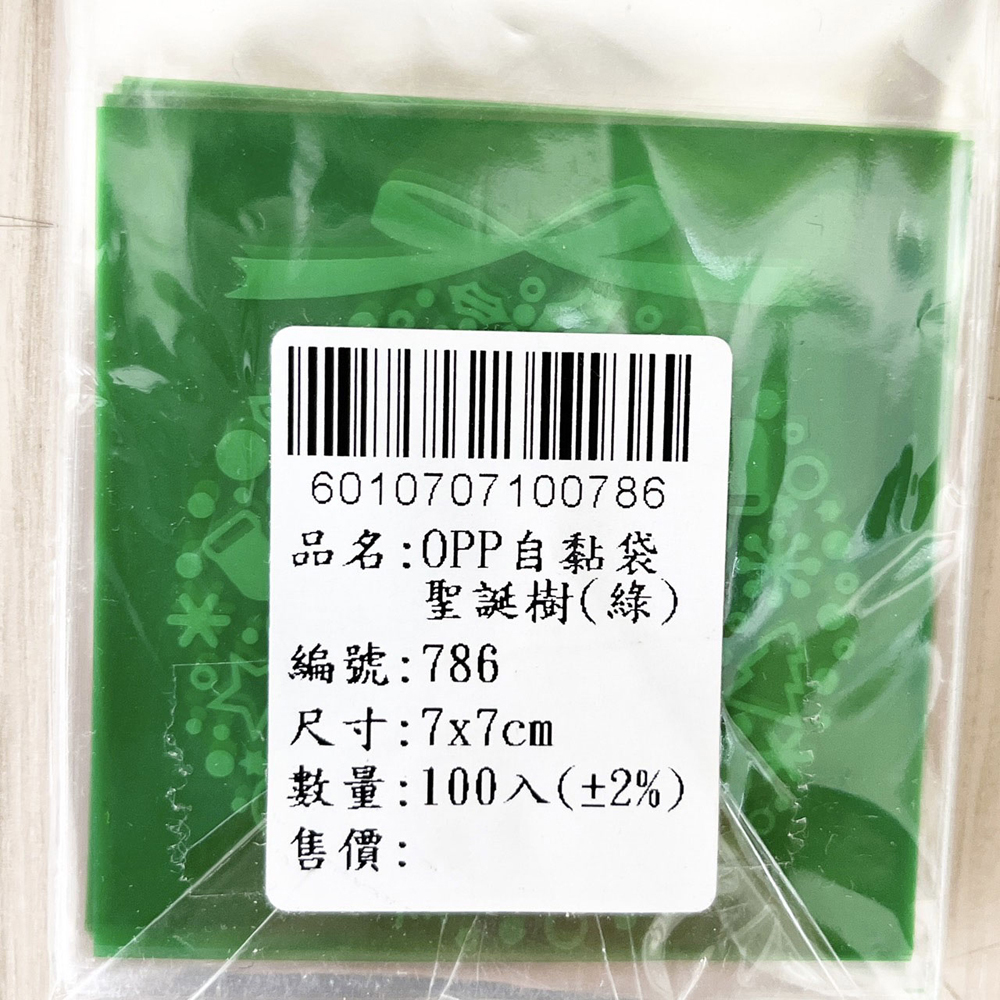 6010707100786
品名:OPP自黏袋
聖誕樹(綠)
編號:786
尺寸:7x7cm
數量:100入(±2%)
售價: